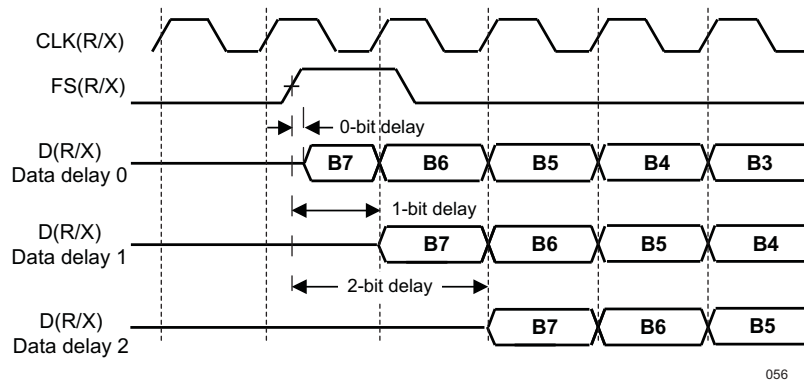 CLK(R/X)
FS(R/X)
0-bit delay
D(R/X)
Data delay 0
B7 B6 B5 B4 B3
1-bit delay
D(R/X)
Data delay 1
B7 B6 B5 B4
2-bit delay
D(R/X)
Data delay 2
B7 B6 B5
056